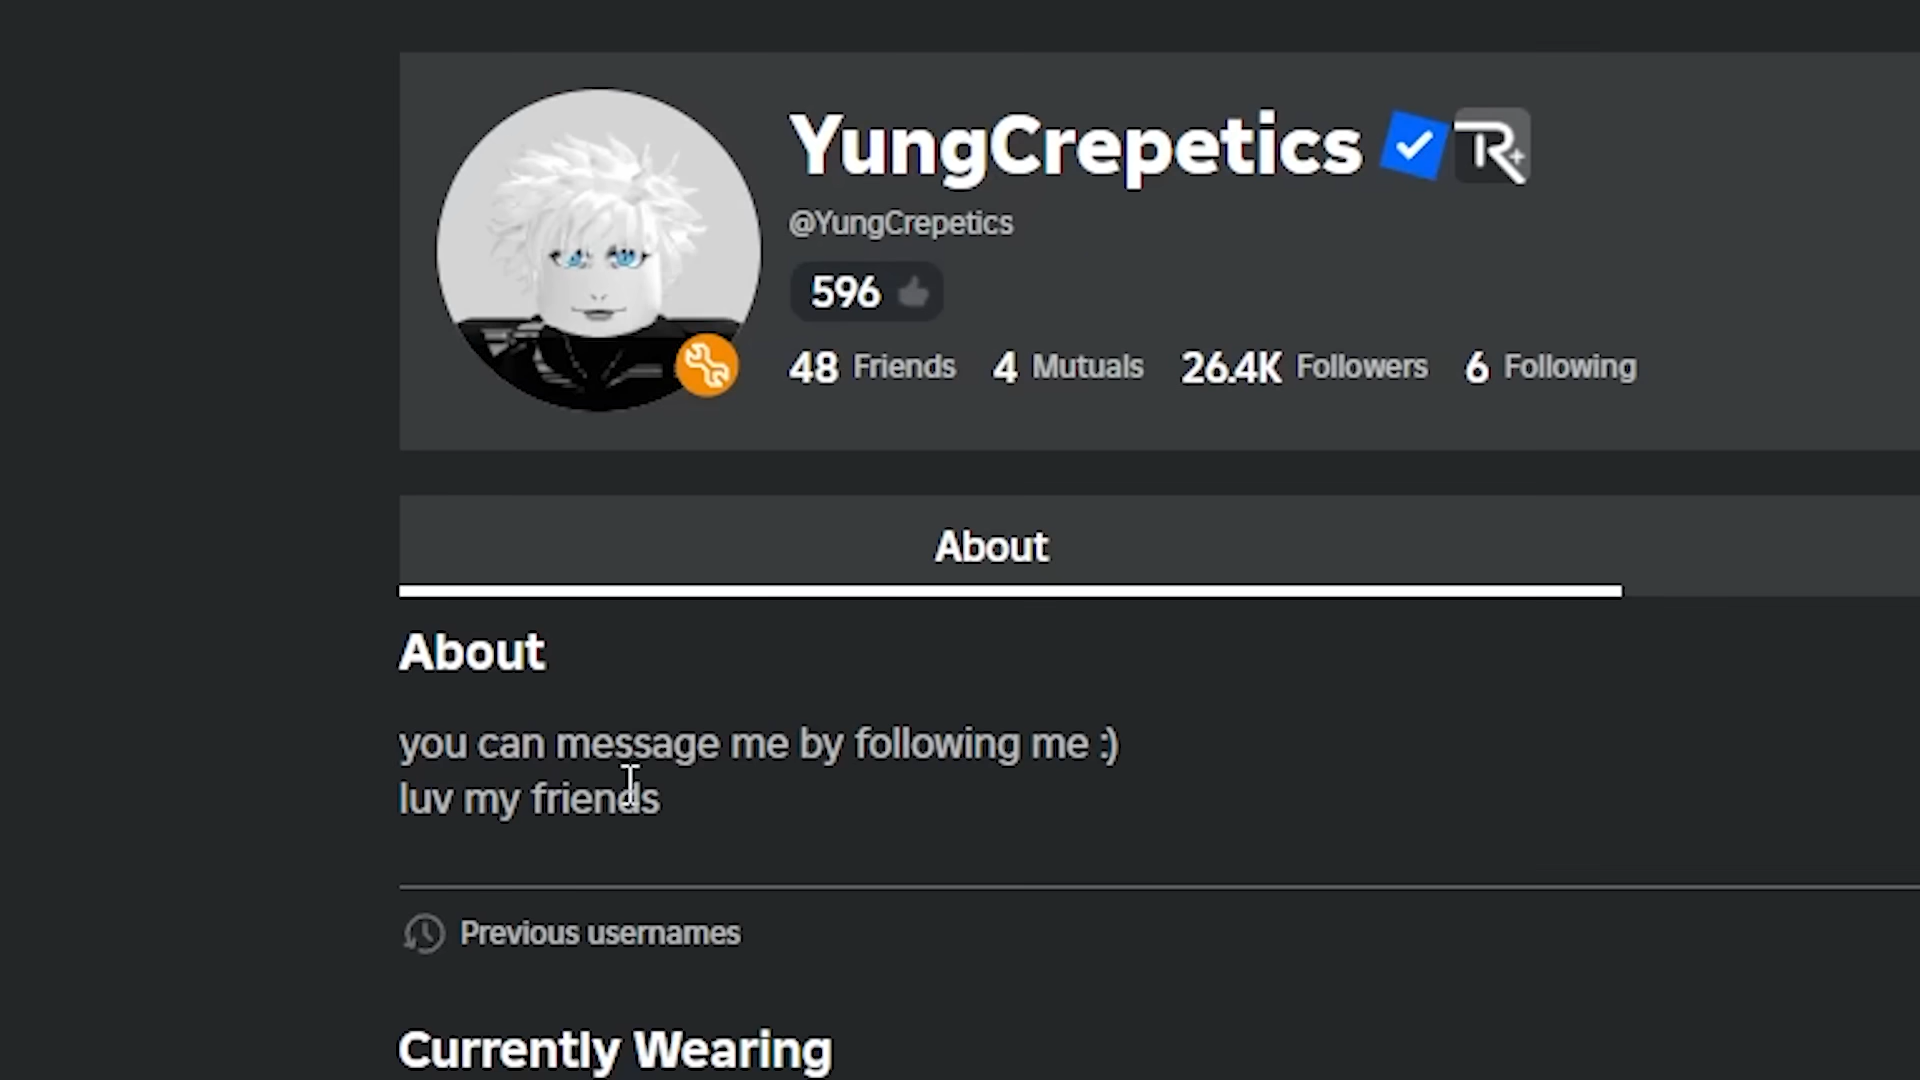 YungCrepetics
@YungCrepetics
596
48 Friends 4 Mutuals 26.4K Followers 6 Following
About
About
you can message me by following me :)
luv my friends
Previous usernames
Currently Wearing